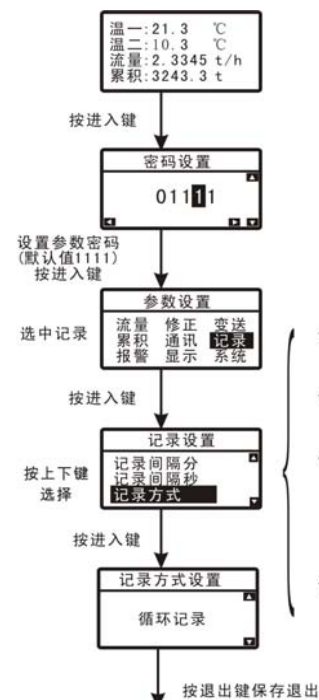 温一:21.3 ℃
温二:10.3 ℃
流量:2.3345 t/h
累积:3243.3 t
按进入键
密码设置
01111
设置参数密码
(默认值1111)
按进入键
参数设置
选中记录
流量 修正 变送
累积 通讯 记录
报警 显示 系统
按进入键
记录设置
按上下键
选择
记录间隔分
记录间隔秒
记录方式
按进入键
记录方式设置
循环记录
按退出键保存退出